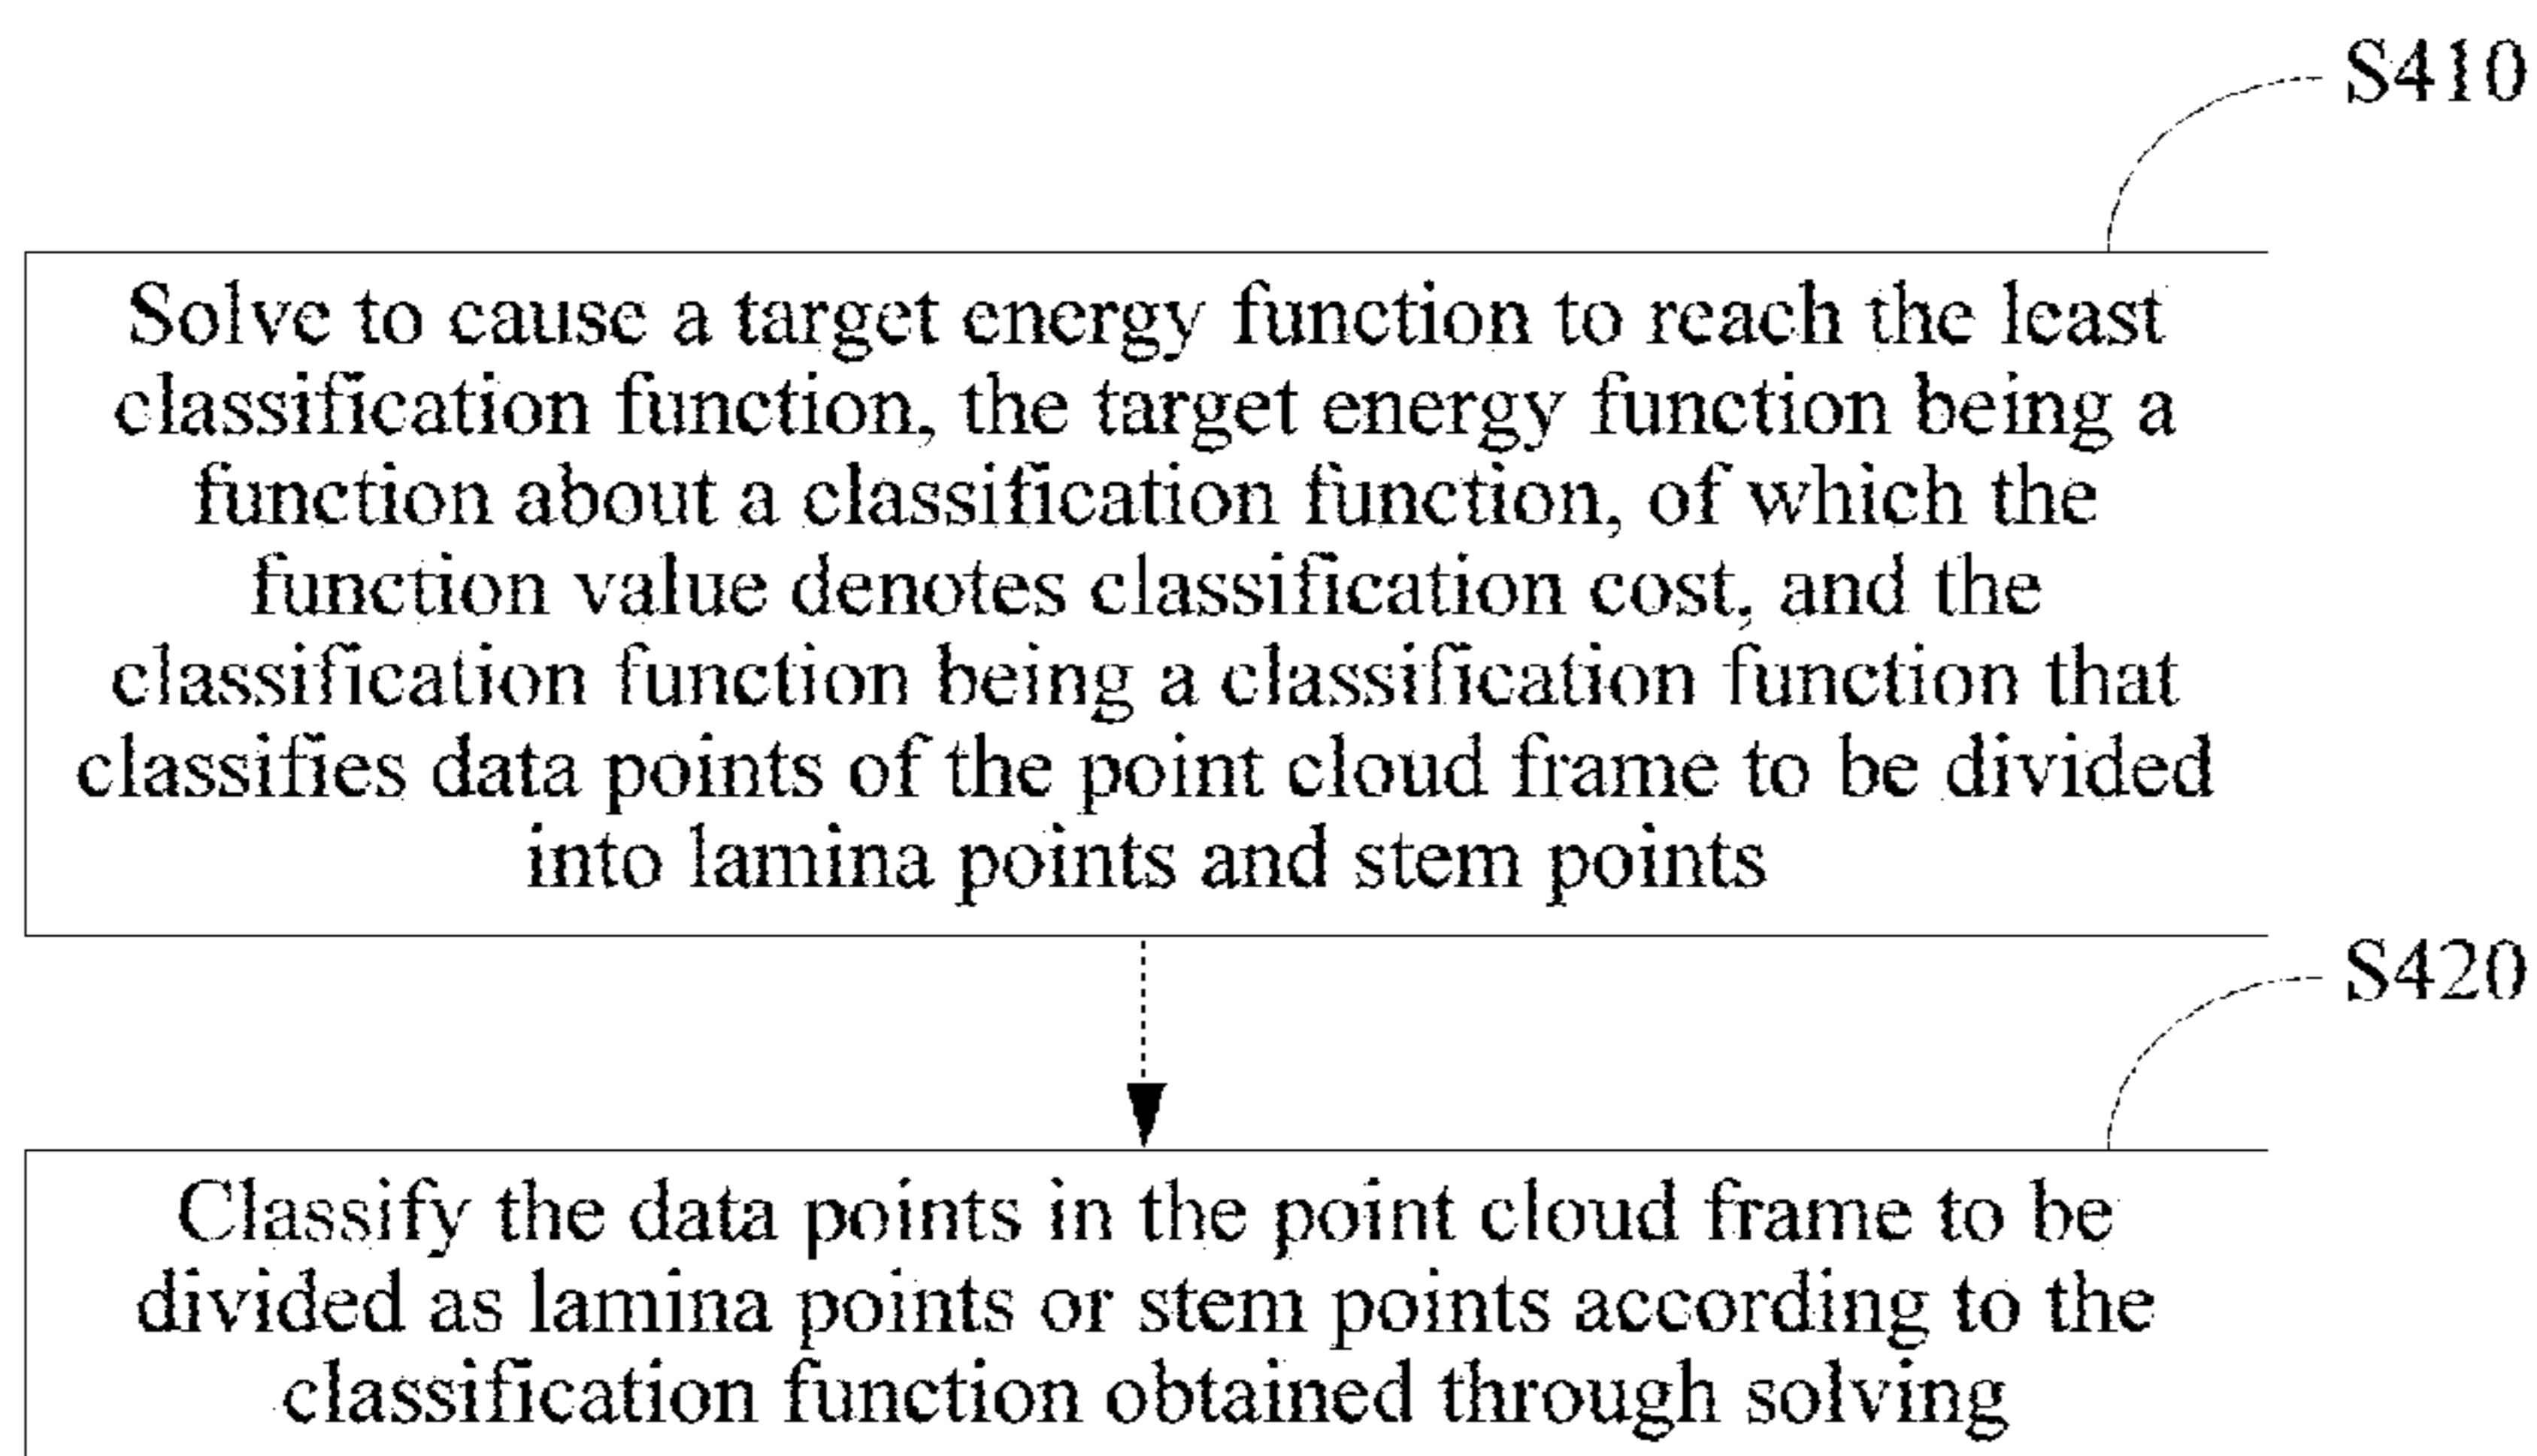 S410
Solve to cause a target energy function to reach the least
classification function, the target energy function being a
function about a classification function, of which the
function value denotes classification cost, and the
classification function being a classification function that
classifies data points of the point cloud frame to be divided
into lamina points and stem points
S420
Classify the data points in the point cloud frame to be
divided as lamina points or stem points according to the
classification function obtained through solving